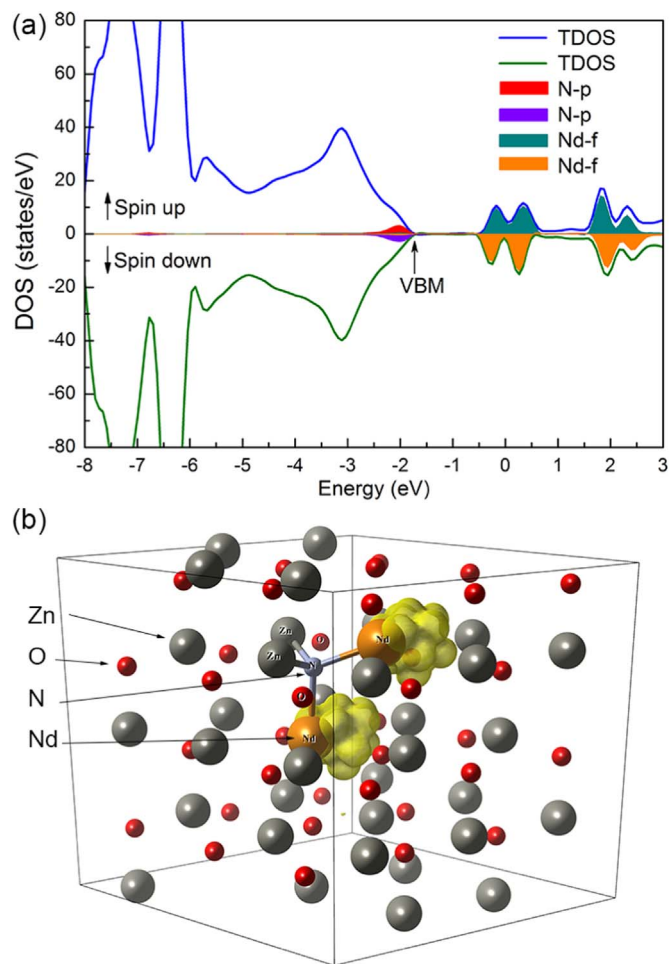 (a)
80
60
40
20
0
-20
-40
-60
-80
DOS (states/eV)
TDOS
TDOS
N-p
N-p
Nd-f
Nd-f
Spin up
Spin down
VBM
-8 -7 -6 -5 -4 -3 -2 -1 0 1 2 3
Energy (eV)
(b)
Zn
O
N
Nd
Zn
O
Nd
Zn
N
O
Nd